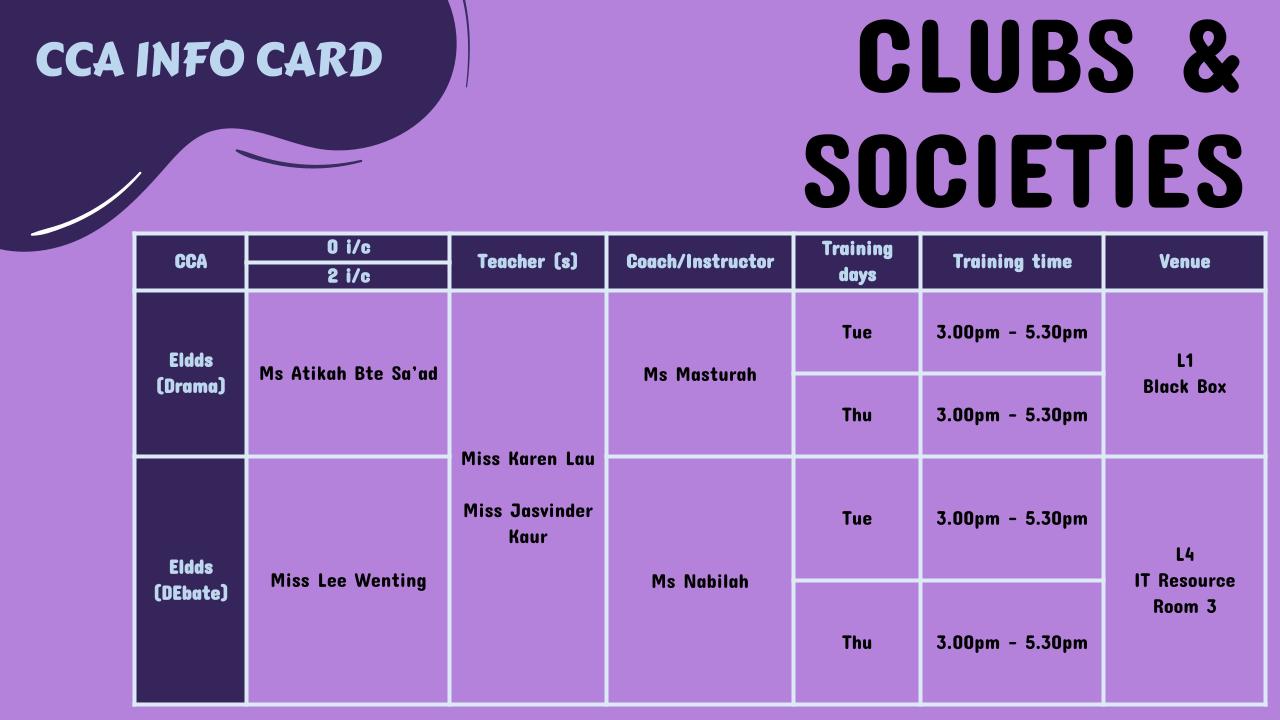 CCA INFO CARD
CLUBS &
SOCIETIES
CCA
O i/c
2 i/c
Teacher (s)
Coach/Instructor
Training
days
Training time
Venue
Eldds
(Drama)
Ms Atikah Bte Sa’ad
Miss Karen Lau
Miss Jasvinder
Kaur
Ms Masturah
Tue
3.00pm - 5.30pm
Thu
3.00pm - 5.30pm
L1
Black Box
Eldds
(DEbate)
Miss Lee Wenting
Ms Nabilah
Tue
3.00pm - 5.30pm
Thu
3.00pm - 5.30pm
L4
IT Resource
Room 3